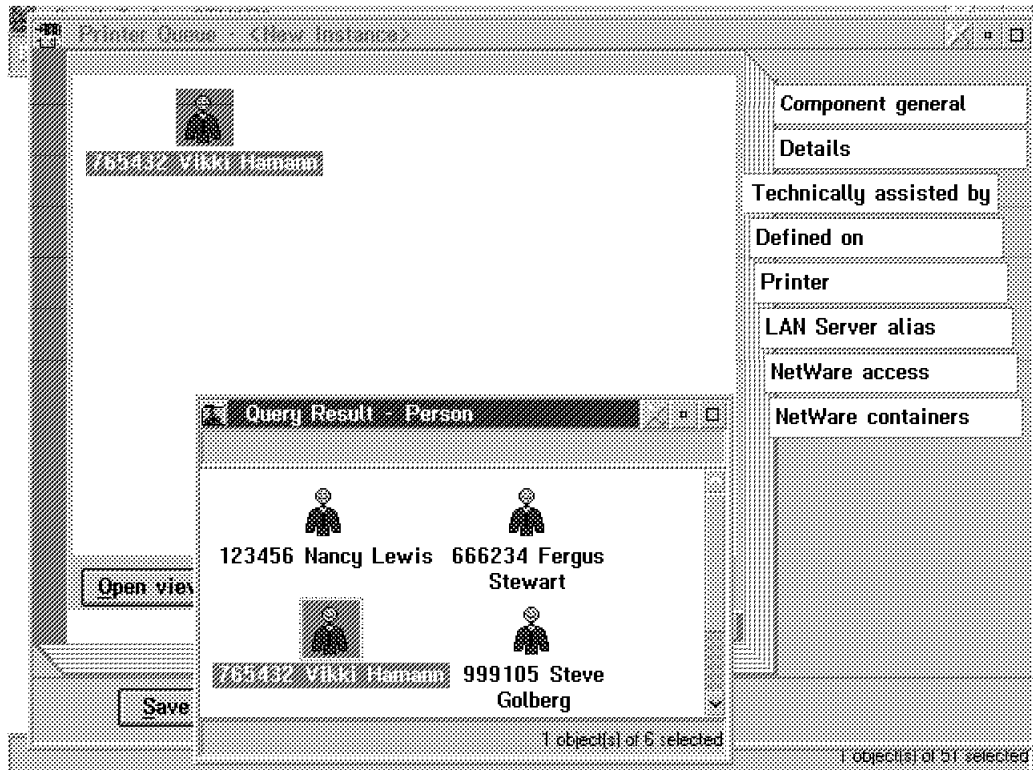 Printer Queue - <New Instance>
765432 Vikki Hamann
Component general
Details
Technically assisted by
Defined on
Printer
LAN Server alias
NetWare access
NetWare containers
Open view
Save
Query Result - Person
123456 Nancy Lewis
666234 Fergus
Stewart
765432 Vikki Hamann
999105 Steve
Golberg
1 object(s) of 6 selected
1 object(s) of 51 selected